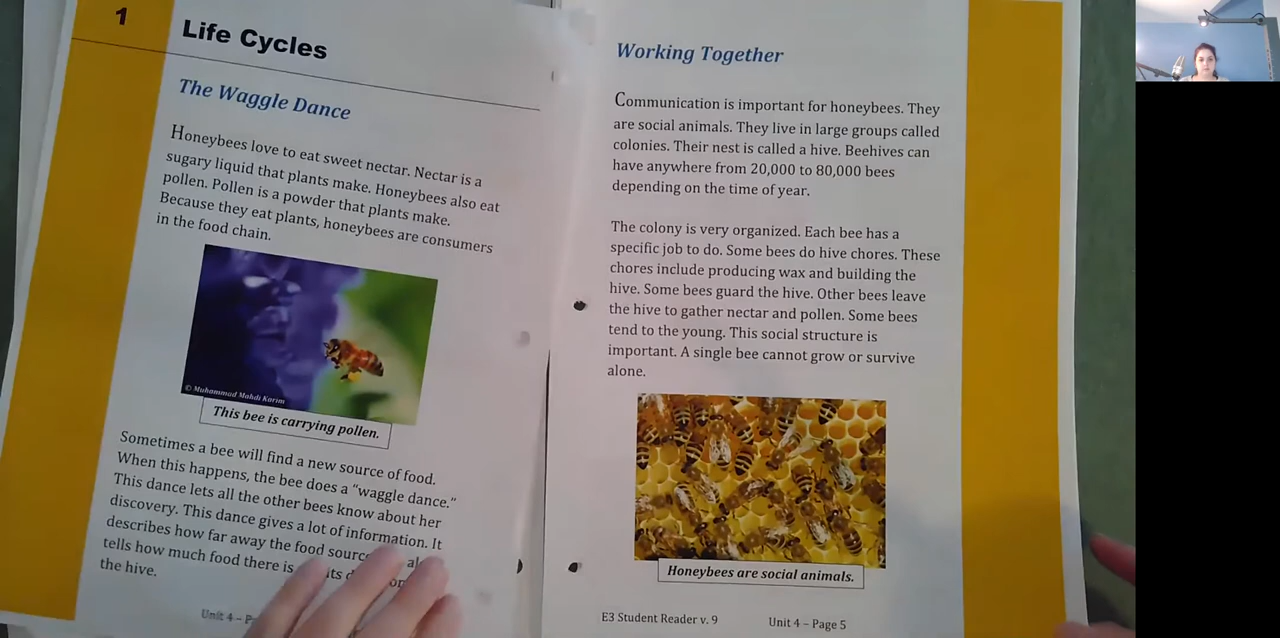 1
Life Cycles
The Waggle Dance
Honeybees love to eat sweet nectar. Nectar is a
sugary liquid that plants make. Honeybees also eat
pollen. Pollen is a powder that plants make.
Because they eat plants, honeybees are consumers
in the food chain.
© Muhammad Mahdi Karim
This bee is carrying pollen.
Sometimes a bee will find a new source of food.
When this happens, the bee does a “waggle dance.”
This dance lets all the other bees know about her
discovery. This dance gives a lot of information. It
describes how far away the food
tells how much food there is
the hive.
Unit 4 –
Working Together
Communication is important for honeybees. They
are social animals. They live in large groups called
colonies. Their nest is called a hive. Beehives can
have anywhere from 20,000 to 80,000 bees
depending on the time of year.
The colony is very organized. Each bee has a
specific job to do. Some bees do hive chores. These
chores include producing wax and building the
hive. Some bees guard the hive. Other bees leave
the hive to gather nectar and pollen. Some bees
tend to the young. This social structure is
important. A single bee cannot grow or survive
alone.
Honeybees are social animals.
E3 Student Reader v. 9
Unit 4 – Page 5